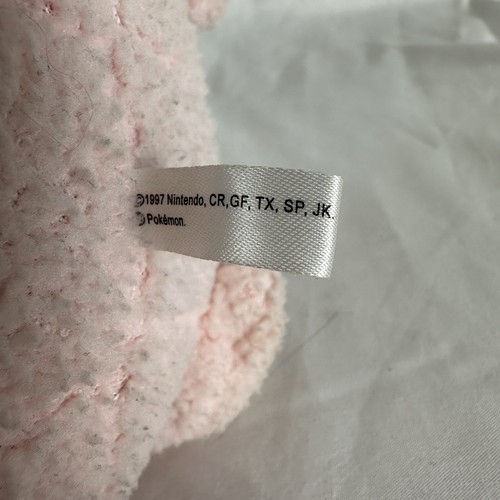 ©1997 Nintendo, CR,GF, TX, SP, JK.
© Pokémon.